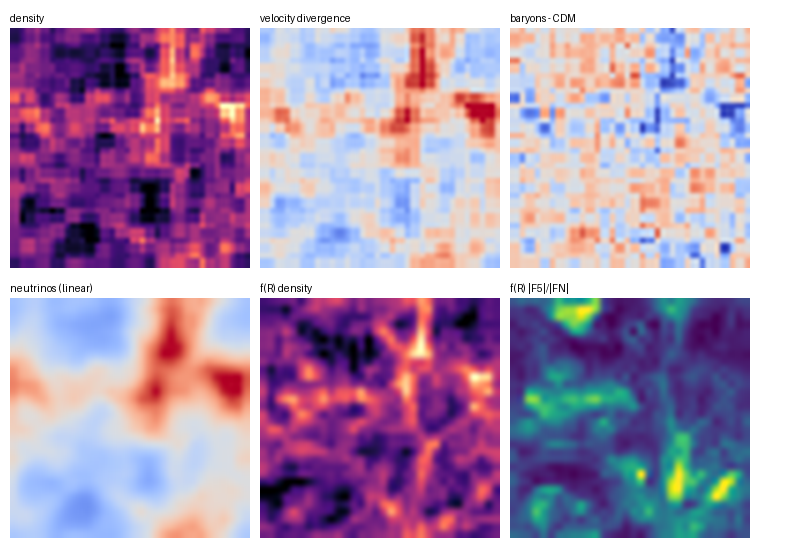 density
velocity divergence
baryons - CDM
neutrinos (linear)
f(R) density
f(R) |F5|/|FN|